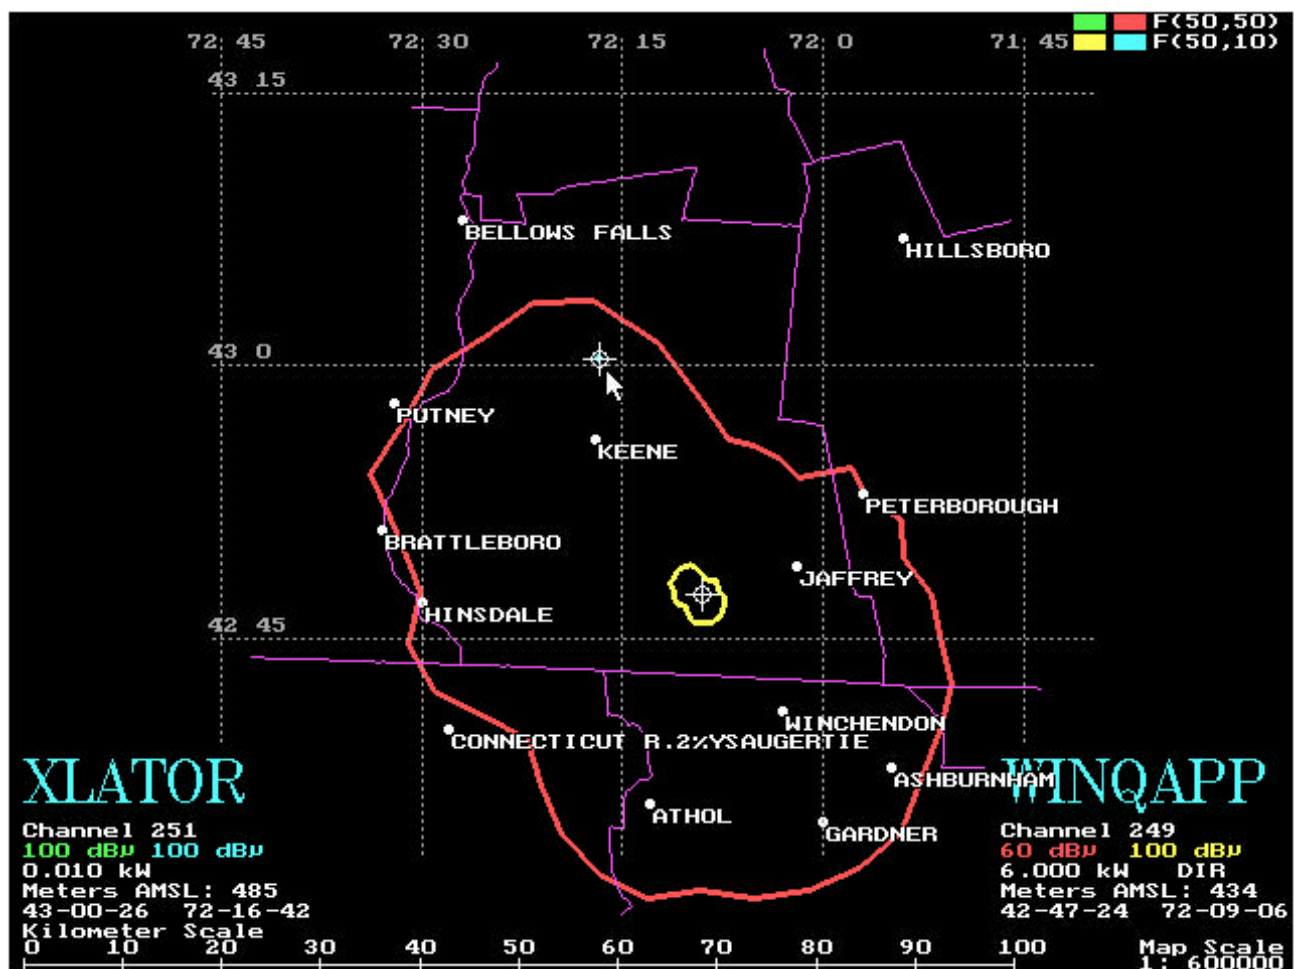 F(50,50)
F(50,10)
72 45 72 30 72 15 72 0 71 45
43 15
BELLOWS FALLS
HILLSBORO
43 0
PUTNEY
KEENE
PETERBOROUGH
BRATTLEBORO
JAFFREY
HINSDALE
42 45
WINCHENDON
CONNECTICUT R.2%YSAUGERTIE
ASHBURNHAM
ATHOL
GARDNER
XLATOR
Channel 251
100 dBµ 100 dBµ
0.010 kW
Meters AMSL: 485
43-00-26 72-16-42
Kilometer Scale
0 10 20 30 40 50 60 70 80 90 100
WINQAPP
Channel 249
60 dBµ 100 dBµ
6.000 kW DIR
Meters AMSL: 434
42-47-24 72-09-06
Map Scale
1: 600000